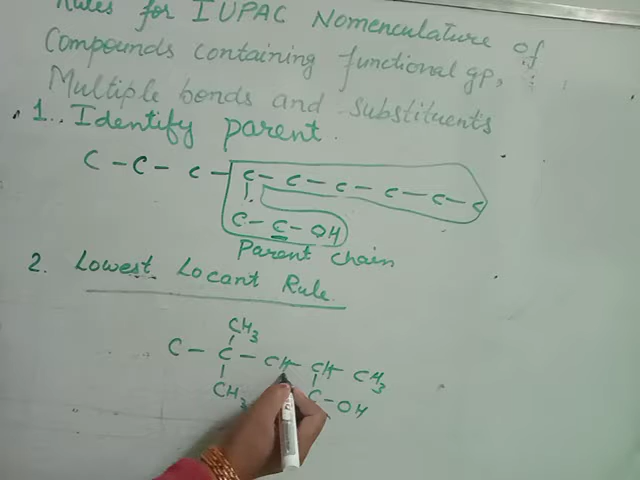 Rules for IUPAC Nomenculature of
Compounds containing functional gp,
Multiple bonds and substituents
1. Identify parent.
C - C - C - C - C - C - C - C - C
C - C - OH
Parent chain
2. Lowest Locant Rule.
CH3
C - C - CH - CH CH3
CH3 C - OH